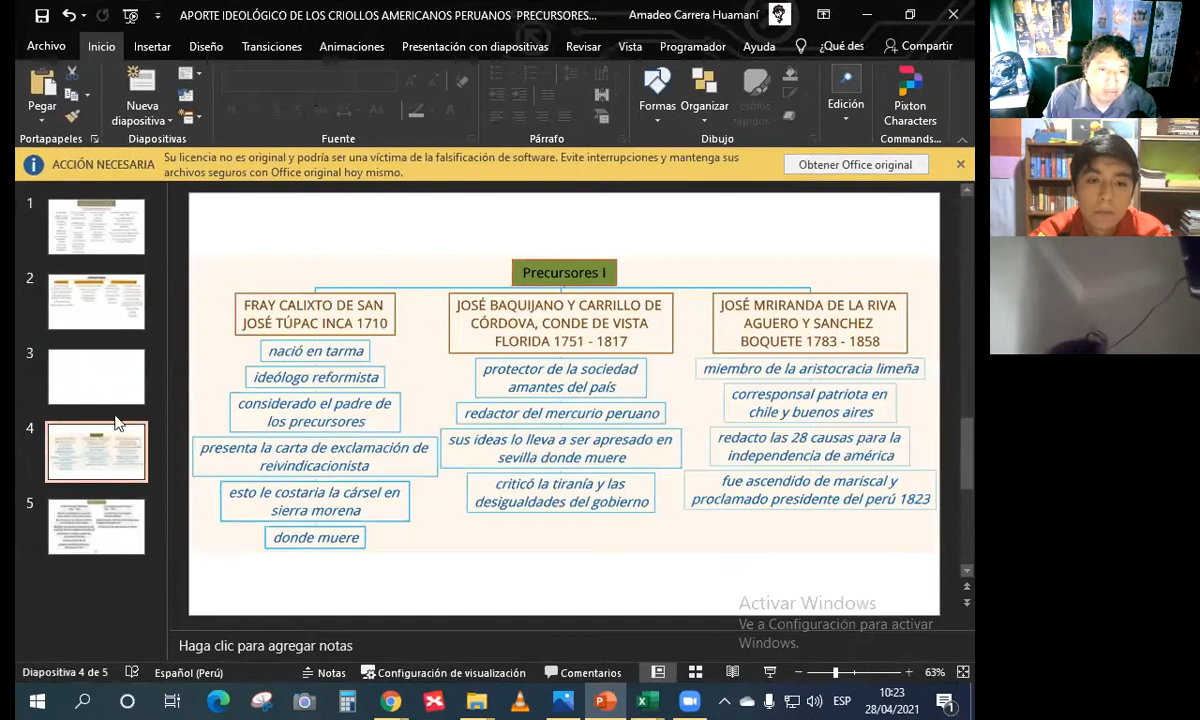 APORTE IDEOLÓGICO DE LOS CRIOLLOS AMERICANOS PERUANOS PRECURSORES...
Amadeo Carrera Huamaní
Archivo
Inicio
Insertar
Diseño
Transiciones
Animaciones
Presentación con diapositivas
Revisar
Vista
Programador
Ayuda
¿Qué des
Compartir
Pegar
Nueva
diapositiva
Formas
Organizar
Estilos
rápidos
Edición
Pixton
Characters
Portapapeles
Diapositivas
Fuente
Párrafo
Dibujo
Commands...
ACCIÓN NECESARIA
Su licencia no es original y podría ser una víctima de la falsificación de software. Evite interrupciones y mantenga sus
archivos seguros con Office original hoy mismo.
Obtener Office original
1
2
3
4
5
Precursores I
FRAY CALIXTO DE SAN
JOSÉ TÚPAC INCA 1710
nació en tarma
ideólogo reformista
considerado el padre de
los precursores
presenta la carta de exclamación de
reivindicacionista
esto le costaria la cársel en
sierra morena
donde muere
JOSÉ BAQUIJANO Y CARRILLO DE
CÓRDOVA, CONDE DE VISTA
FLORIDA 1751 - 1817
protector de la sociedad
amantes del país
redactor del mercurio peruano
sus ideas lo lleva a ser apresado en
sevilla donde muere
criticó la tiranía y las
desigualdades del gobierno
JOSÉ MRIRANDA DE LA RIVA
AGUERO Y SANCHEZ
BOQUETE 1783 - 1858
miembro de la aristocracia limeña
corresponsal patriota en
chile y buenos aires
redacto las 28 causas para la
independencia de américa
fue ascendido de mariscal y
proclamado presidente del perú 1823
Activar Windows
Ve a Configuración para activar
Windows.
Haga clic para agregar notas
Diapositiva 4 de 5
Español (Perú)
Notas
Configuración de visualización
Comentarios
63%
ESP
10:23
28/04/2021